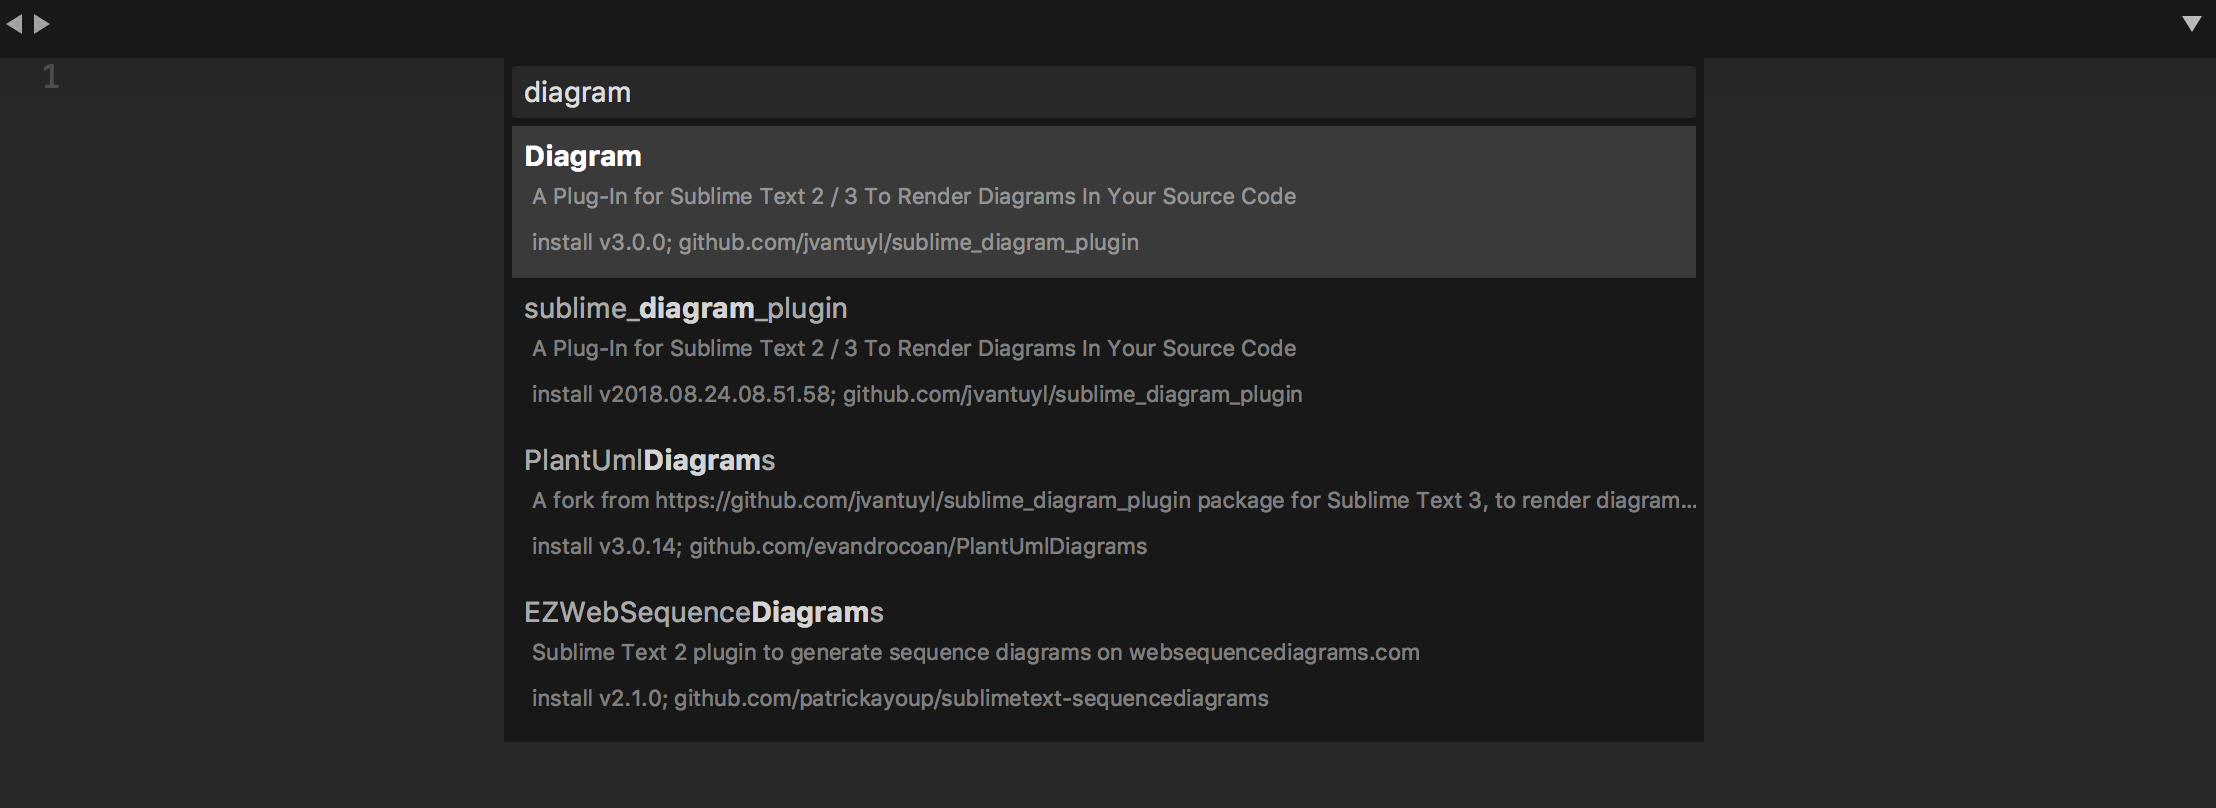 1
diagram
Diagram
A Plug-In for Sublime Text 2 / 3 To Render Diagrams In Your Source Code
install v3.0.0; github.com/jvantuyl/sublime_diagram_plugin
sublime_diagram_plugin
A Plug-In for Sublime Text 2 / 3 To Render Diagrams In Your Source Code
install v2018.08.24.08.51.58; github.com/jvantuyl/sublime_diagram_plugin
PlantUmlDiagrams
A fork from https://github.com/jvantuyl/sublime_diagram_plugin package for Sublime Text 3, to render diagram...
install v3.0.14; github.com/evandrocoan/PlantUmlDiagrams
EZWebSequenceDiagrams
Sublime Text 2 plugin to generate sequence diagrams on websequencediagrams.com
install v2.1.0; github.com/patrickayoup/sublimetext-sequencediagrams